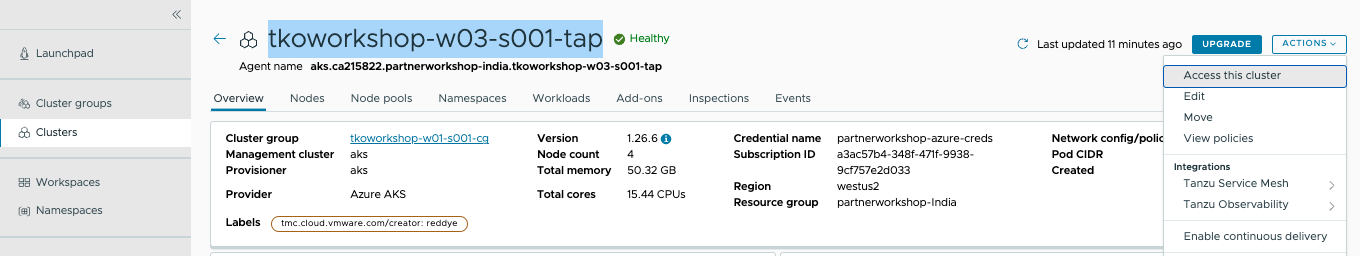 Launchpad
Cluster groups
Clusters
Workspaces
Namespaces
tkoworkshop-w03-s001-tap Healthy
Agent name aks.ca215822.partnerworkshop-india.tkoworkshop-w03-s001-tap
Last updated 11 minutes ago UPGRADE ACTIONS
Overview Nodes Node pools Namespaces Workloads Add-ons Inspections Events
Cluster group tkoworkshop-w01-s001-cg
Management cluster aks
Provisioner aks
Provider Azure AKS
Labels tmc.cloud.vmware.com/creator: reddye
Version 1.26.6
Node count 4
Total memory 50.32 GB
Total cores 15.44 CPUs
Credential name partnerworkshop-azure-creds
Subscription ID a3ac57b4-348f-471f-9938-
9cf757e2d033
Region westus2
Resource group partnerworkshop-India
Network config/polic
Pod CIDR
Created
Access this cluster
Edit
Move
View policies
Integrations
Tanzu Service Mesh
Tanzu Observability
Enable continuous delivery